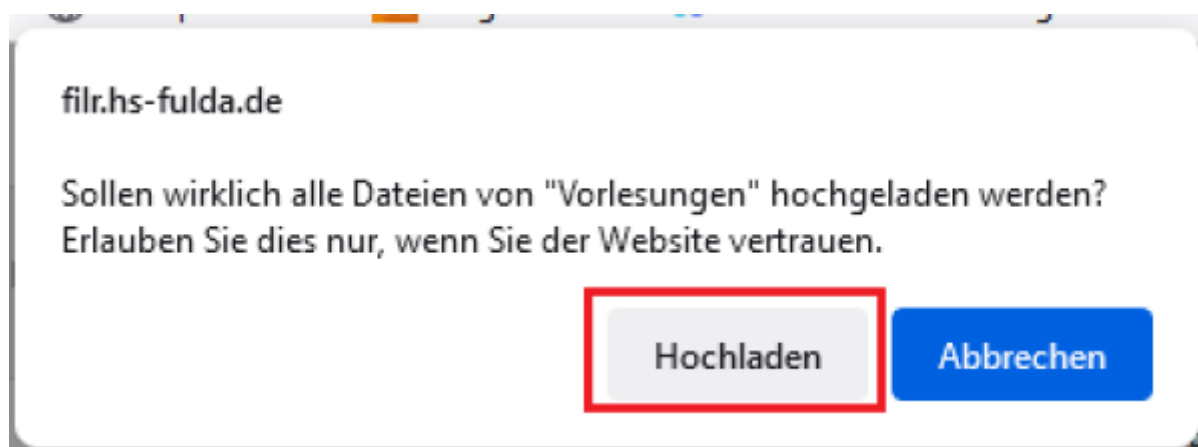 filr.hs-fulda.de
Sollen wirklich alle Dateien von "Vorlesungen" hochgeladen werden?
Erlauben Sie dies nur, wenn Sie der Website vertrauen.
Hochladen Abbrechen